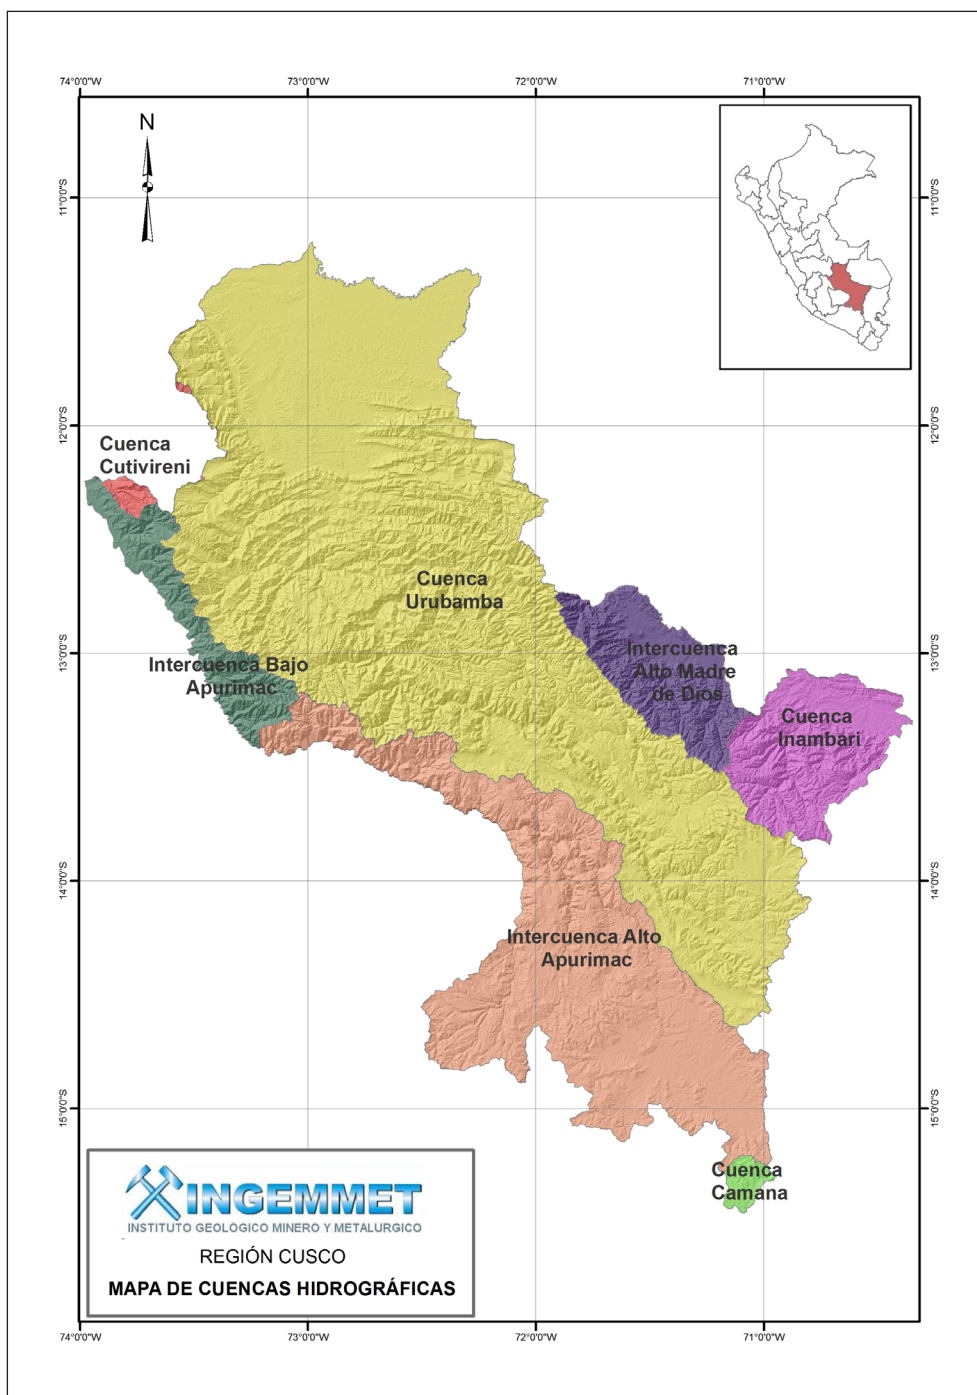 74°0'0"W
73°0'0"W
72°0'0"W
71°0'0"W
N
11°0'0"S
11°0'0"S
12°0'0"S
12°0'0"S
Cuenca
Cutivireni
Cuenca
Urubamba
13°0'0"S
13°0'0"S
Intercuenca Bajo
Apurimac
Intercuenca
Alto Madre
de Dios
Cuenca
Inambari
14°0'0"S
14°0'0"S
Intercuenca Alto
Apurimac
15°0'0"S
15°0'0"S
Cuenca
Camana
INGEMMET
INSTITUTO GEOLÓGICO MINERO Y METALÚRGICO
REGIÓN CUSCO
MAPA DE CUENCAS HIDROGRÁFICAS
74°0'0"W
73°0'0"W
72°0'0"W
71°0'0"W